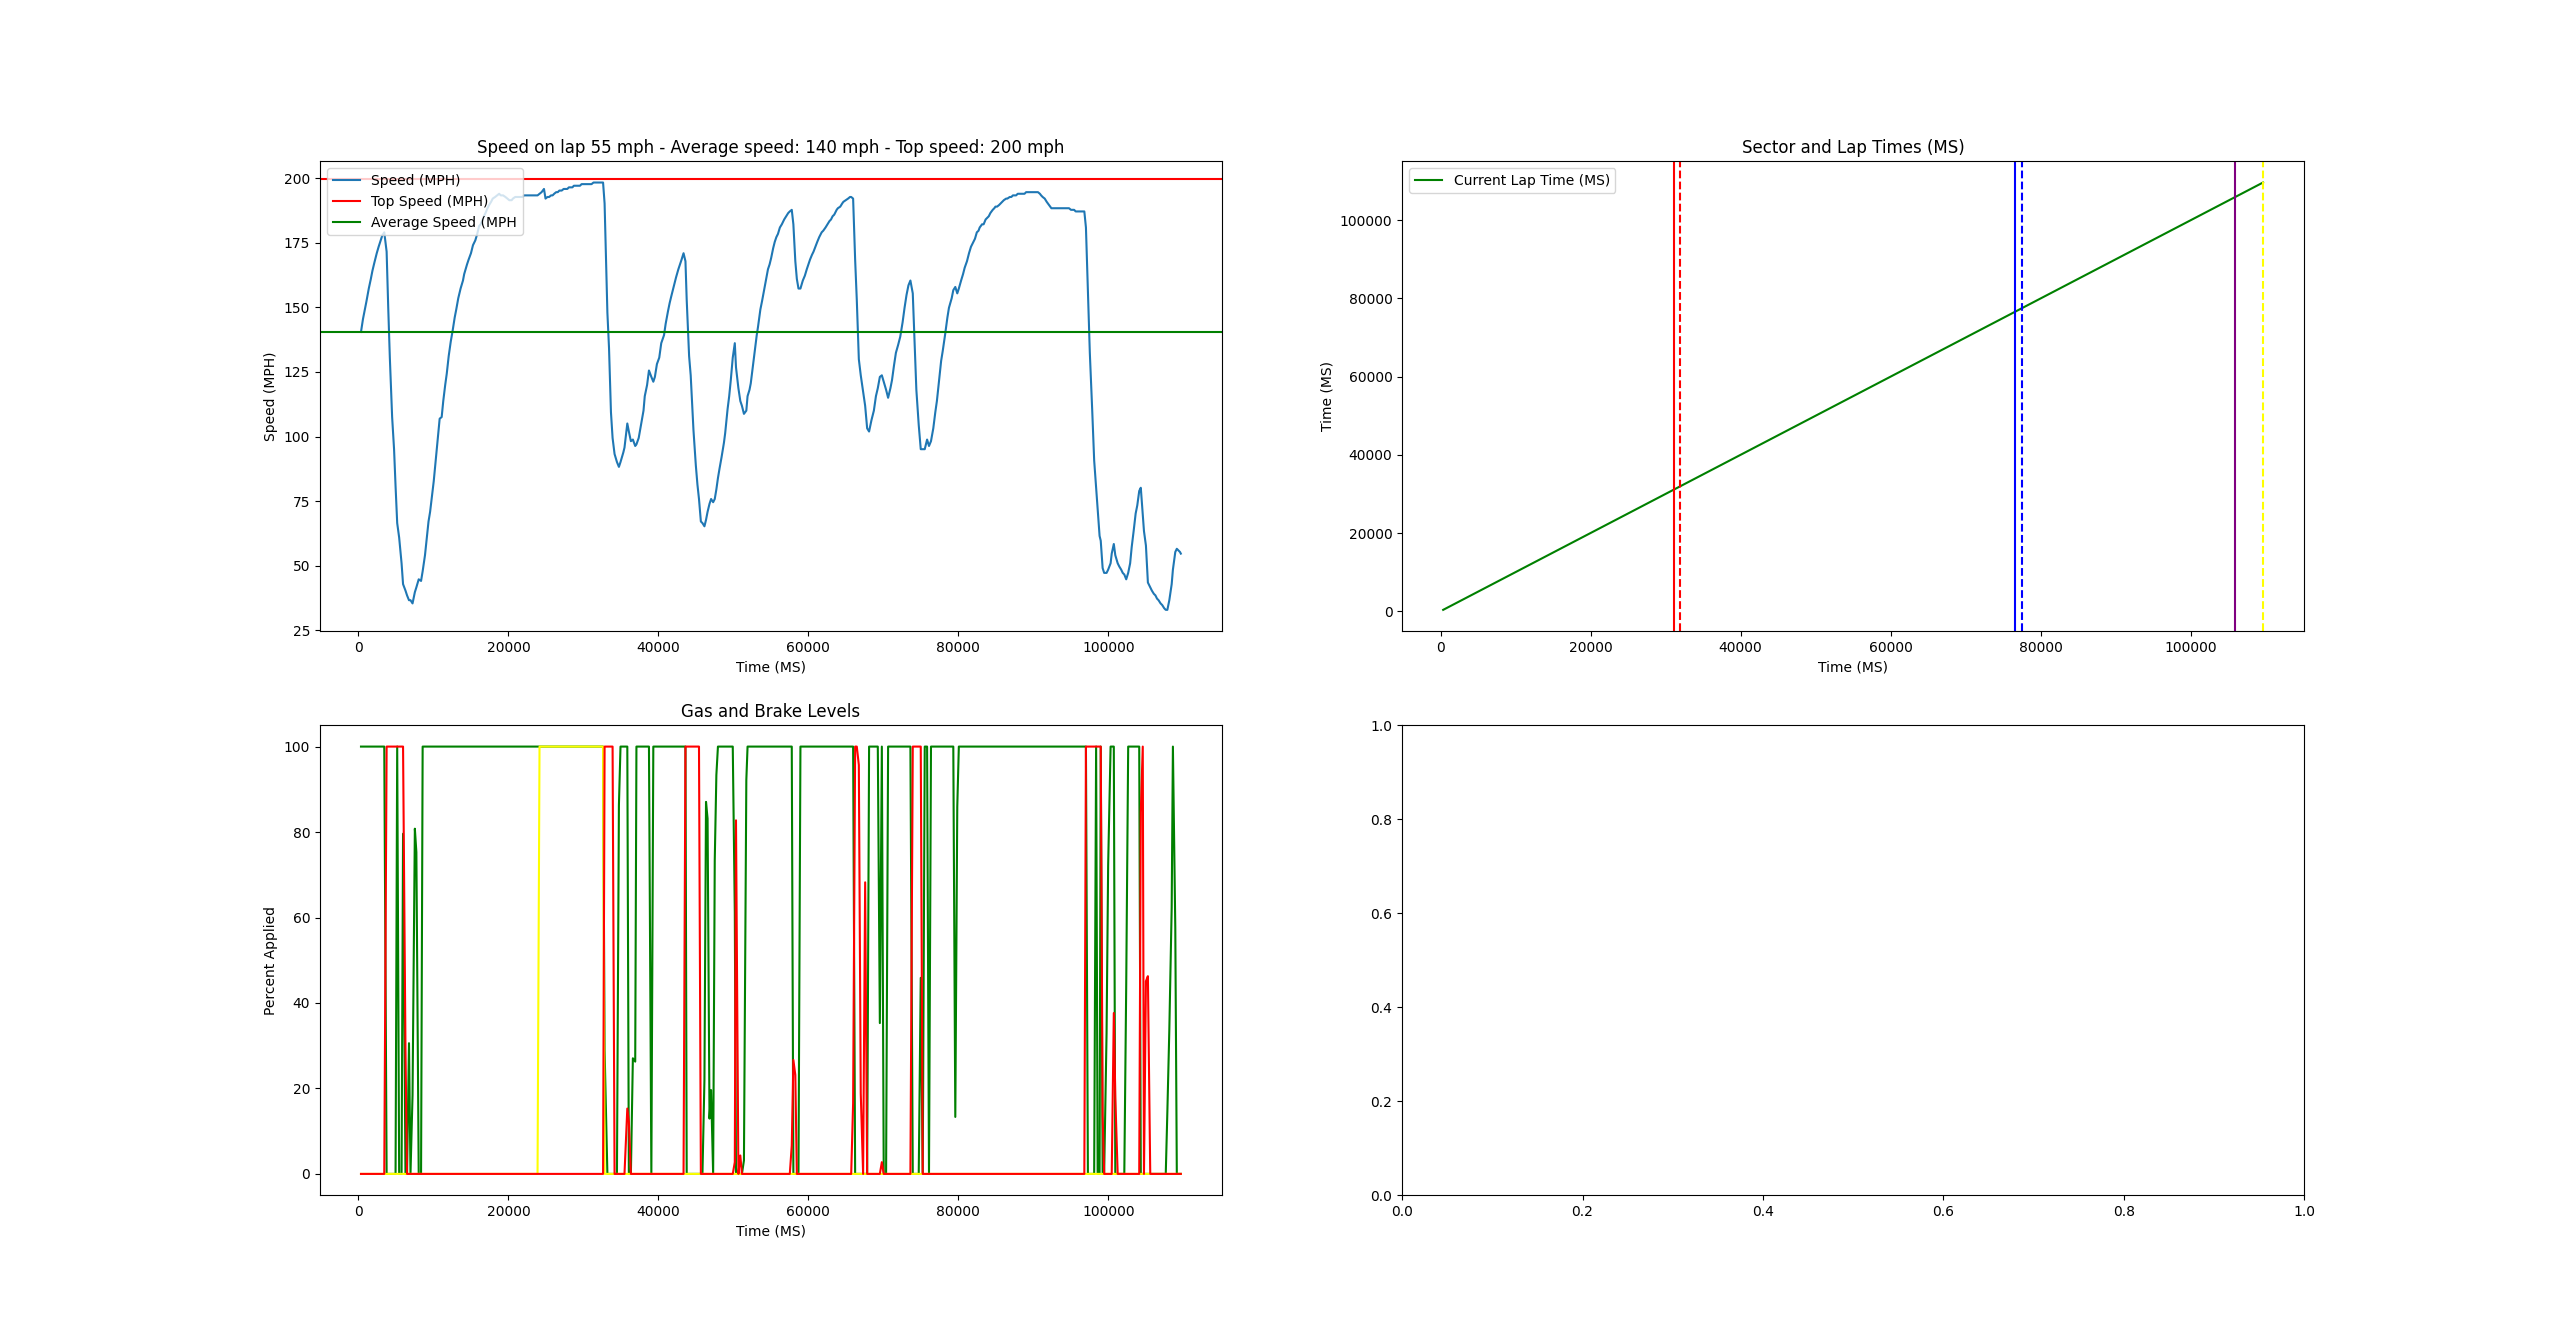 Speed on lap 55 mph - Average speed: 140 mph - Top speed: 200 mph
Speed (MPH)
Top Speed (MPH)
Average Speed (MPH
200
175
150
125
100
75
50
25
Speed (MPH)
0 20000 40000 60000 80000 100000
Time (MS)
Sector and Lap Times (MS)
Current Lap Time (MS)
100000
80000
60000
40000
20000
0
Time (MS)
0 20000 40000 60000 80000 100000
Time (MS)
Gas and Brake Levels
100
80
60
40
20
0
Percent Applied
0 20000 40000 60000 80000 100000
Time (MS)
1.0
0.8
0.6
0.4
0.2
0.0
0.0 0.2 0.4 0.6 0.8 1.0